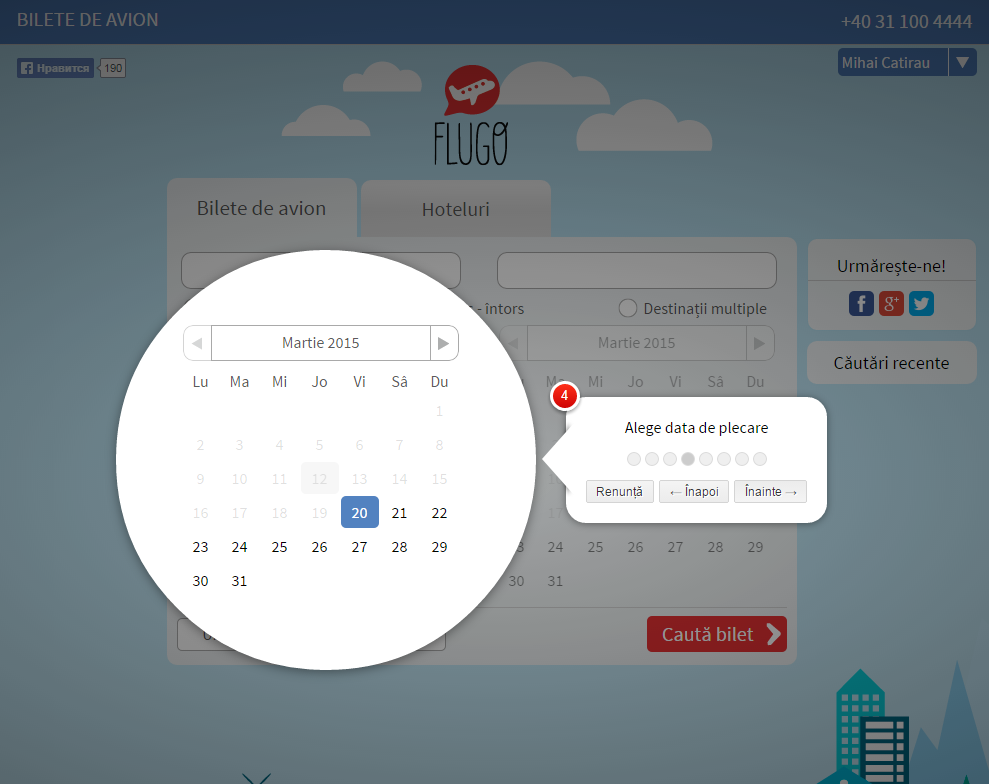 BILETE DE AVION
+40 31 100 4444
Нравится 190
Mihai Catirau
FLUGO
Bilete de avion
Hoteluri
Urmărește-ne!
- întors
Destinații multiple
Martie 2015
Martie 2015
Căutări recente
Lu Ma Mi Jo Vi Sâ Du
Mi Jo Vi Sâ Du
1
2 3 4 5 6 7 8
9 10 11 12 13 14 15
16 17 18 19 20 21 22
23 24 25 26 27 28 29
30 31
4
Alege data de plecare
Renunță
← Înapoi
Înainte →
24 25 26 27 28 29
30 31
Caută bilet